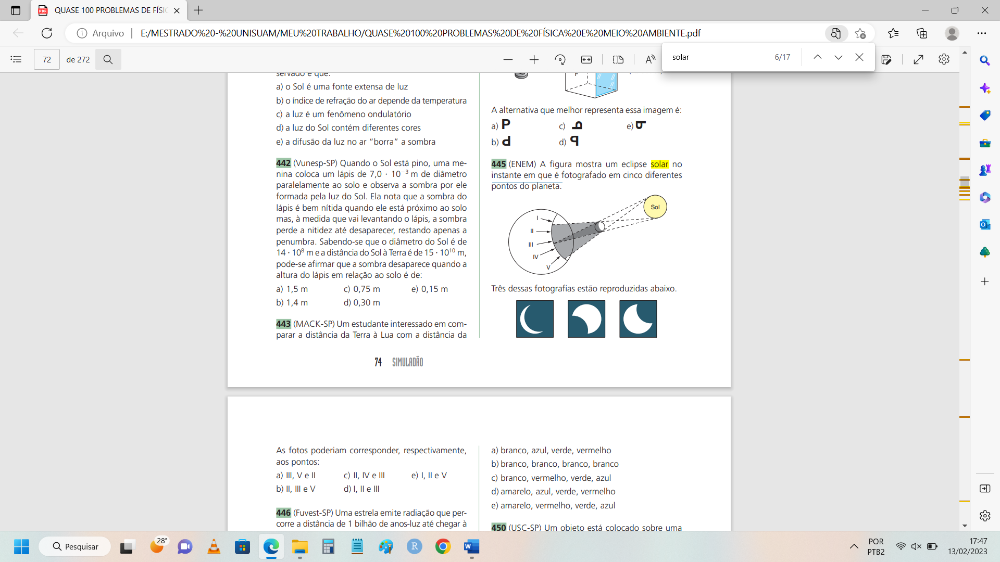 QUASE 100 PROBLEMAS DE FÍSIC
Arquivo
E:/MESTRADO%20-%20UNISUAM/MEU%20TRABALHO/QUASE%20100%20PROBLEMAS%20DE%20FÍSICA%20E%20MEIO%20AMBIENTE.pdf
72
de 272
solar
6/17
servado é que:
a) o Sol é uma fonte extensa de luz
b) o índice de refração do ar depende da temperatura
c) a luz é um fenômeno ondulatório
d) a luz do Sol contém diferentes cores
e) a difusão da luz no ar “borra” a sombra
442 (Vunesp-SP) Quando o Sol está pino, uma me-
nina coloca um lápis de 7,0 · 10⁻³ m de diâmetro
paralelamente ao solo e observa a sombra por ele
formada pela luz do Sol. Ela nota que a sombra do
lápis é bem nítida quando ele está próximo ao solo
mas, à medida que vai levantando o lápis, a sombra
perde a nitidez até desaparecer, restando apenas a
penumbra. Sabendo-se que o diâmetro do Sol é de
14 · 10⁸ m e a distância do Sol à Terra é de 15 · 10¹⁰ m,
pode-se afirmar que a sombra desaparece quando a
altura do lápis em relação ao solo é de:
a) 1,5 m c) 0,75 m e) 0,15 m
b) 1,4 m d) 0,30 m
443 (MACK-SP) Um estudante interessado em com-
parar a distância da Terra à Lua com a distância da
P
A alternativa que melhor representa essa imagem é:
a) P c) e)
b) d)
445 (ENEM) A figura mostra um eclipse solar no
instante em que é fotografado em cinco diferentes
pontos do planeta.
Sol
I
II
III
IV
V
Três dessas fotografias estão reproduzidas abaixo.
74 SIMULADÃO
As fotos poderiam corresponder, respectivamente,
aos pontos:
a) III, V e II c) II, IV e III e) I, II e V
b) II, III e V d) I, II e III
446 (Fuvest-SP) Uma estrela emite radiação que per-
corre a distância de 1 bilhão de anos-luz até chegar à
a) branco, azul, verde, vermelho
b) branco, branco, branco, branco
c) branco, vermelho, verde, azul
d) amarelo, azul, verde, vermelho
e) amarelo, vermelho, verde, azul
450 (USC-SP) Um objeto está colocado sobre uma
Pesquisar
28°
POR
PTB2
17:47
13/02/2023